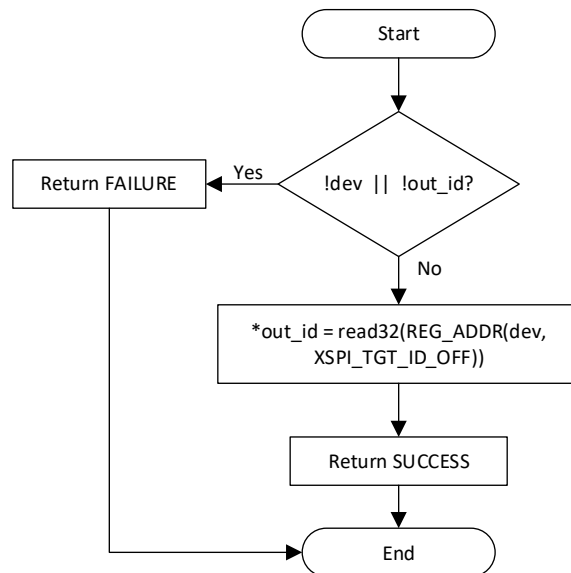 Start
!dev || !out_id?
Yes
Return FAILURE
No
*out_id = read32(REG_ADDR(dev,
XSPI_TGT_ID_OFF))
Return SUCCESS
End